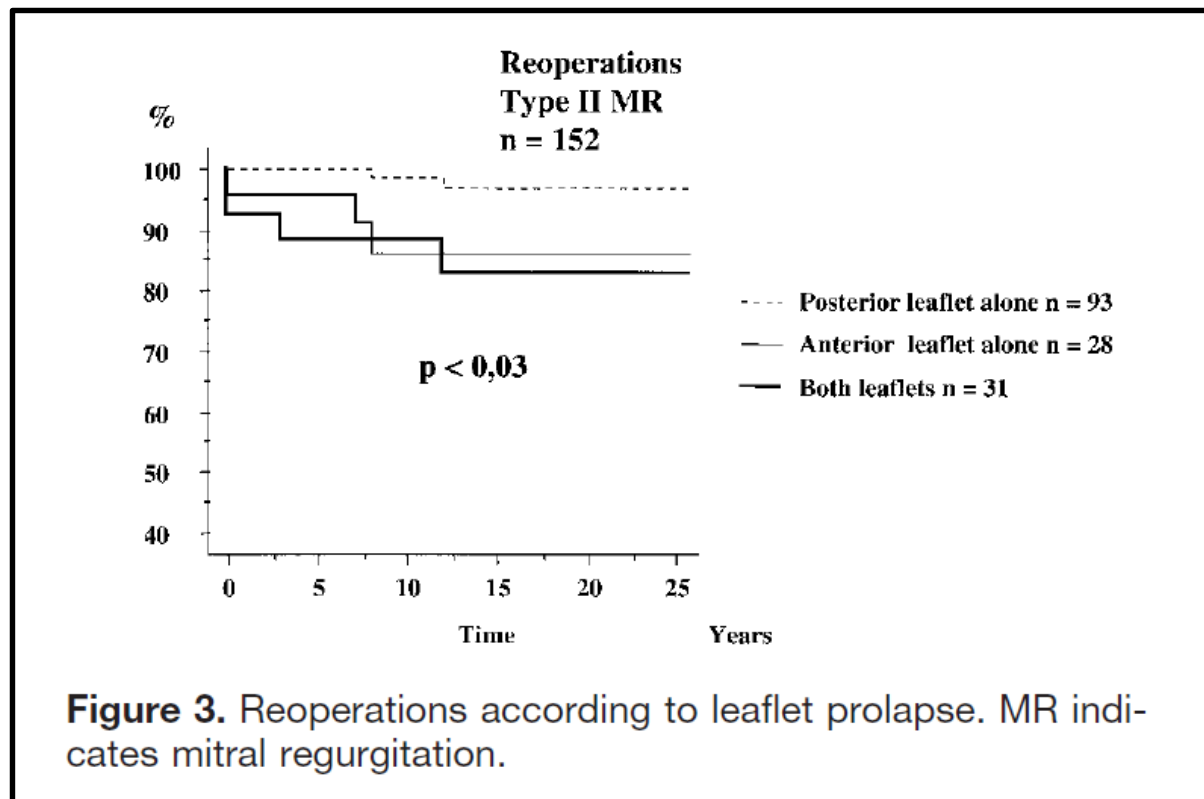 Reoperations
Type II MR
n = 152
%
100
90
80
70
60
50
40
p < 0,03
Posterior leaflet alone n = 93
Anterior leaflet alone n = 28
Both leaflets n = 31
0 5 10 15 20 25
Time Years
Figure 3. Reoperations according to leaflet prolapse. MR indi-
cates mitral regurgitation.